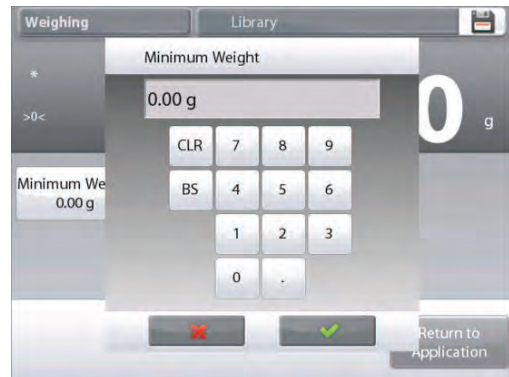 Weighing
Library
Minimum Weight
*
0.00 g
>0<
0 g
CLR 7 8 9
Minimum We
0.00 g
BS 4 5 6
1 2 3
0 .
Return to
Application